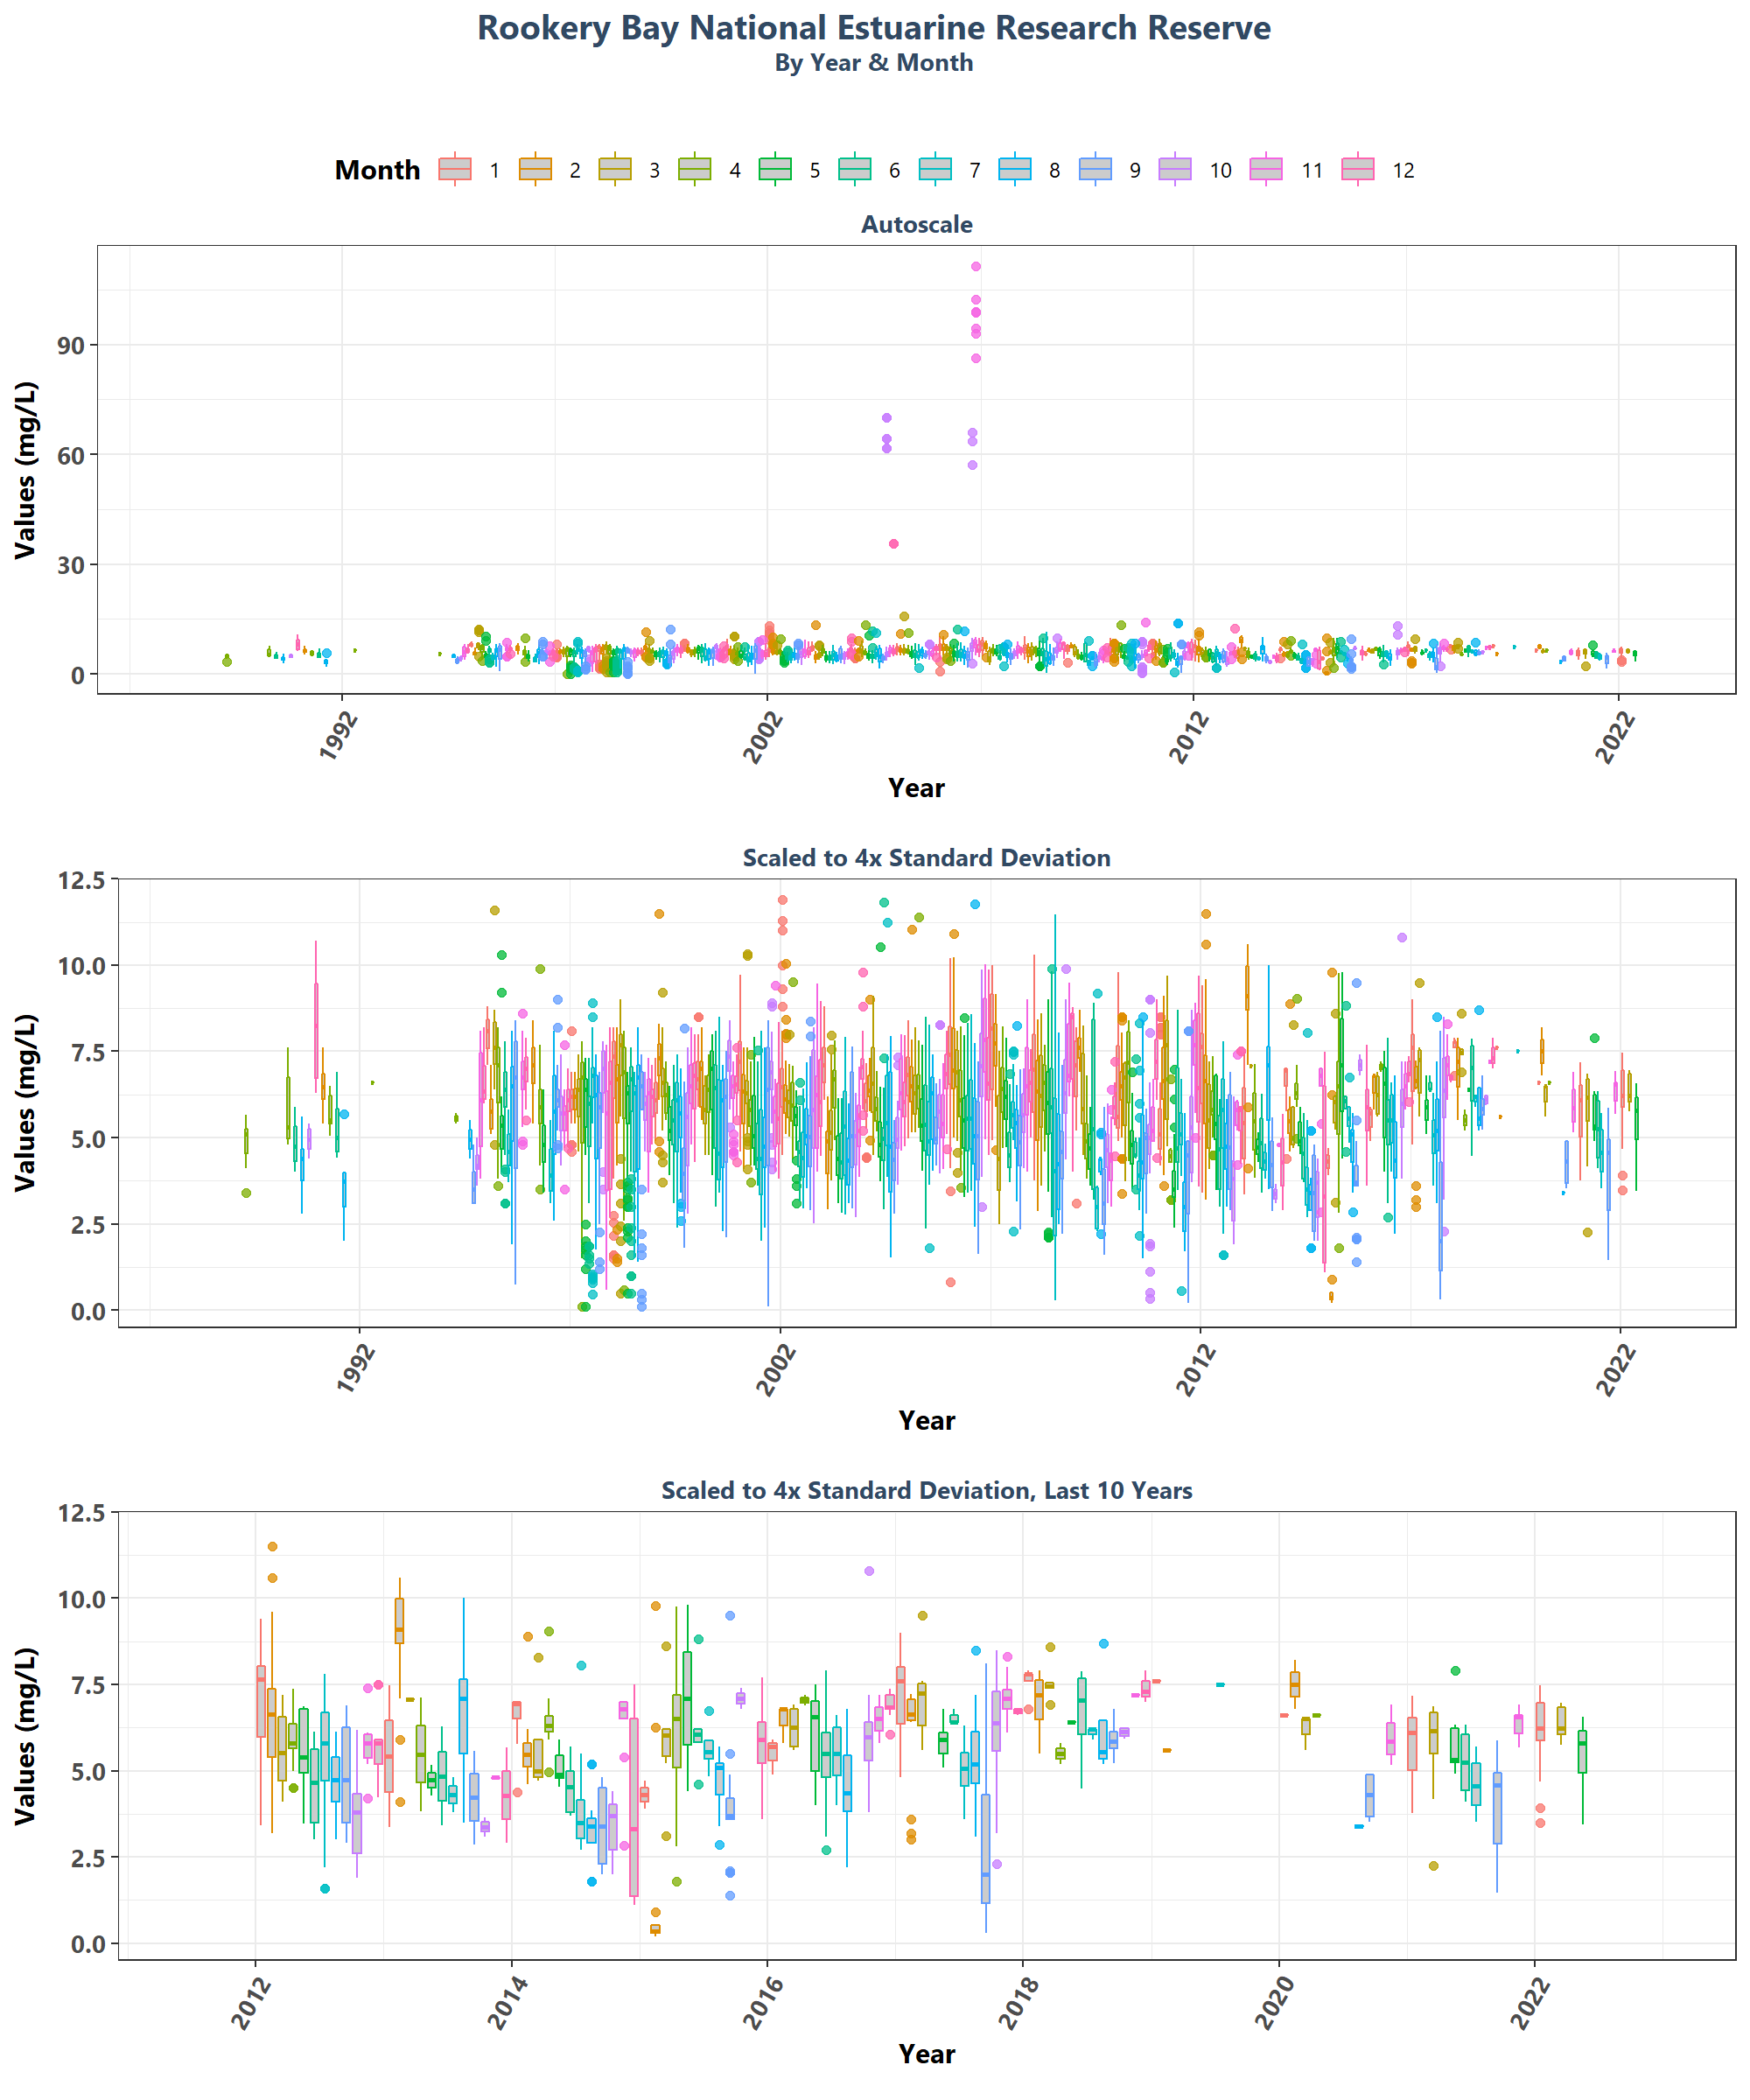 Rookery Bay National Estuarine Research Reserve
By Year & Month
Month 1 2 3 4 5 6 7 8 9 10 11 12
Autoscale
Values (mg/L)
90
60
30
0
1992 2002 2012 2022
Year
Scaled to 4x Standard Deviation
Values (mg/L)
12.5
10.0
7.5
5.0
2.5
0.0
1992 2002 2012 2022
Year
Scaled to 4x Standard Deviation, Last 10 Years
Values (mg/L)
12.5
10.0
7.5
5.0
2.5
0.0
2012 2014 2016 2018 2020 2022
Year